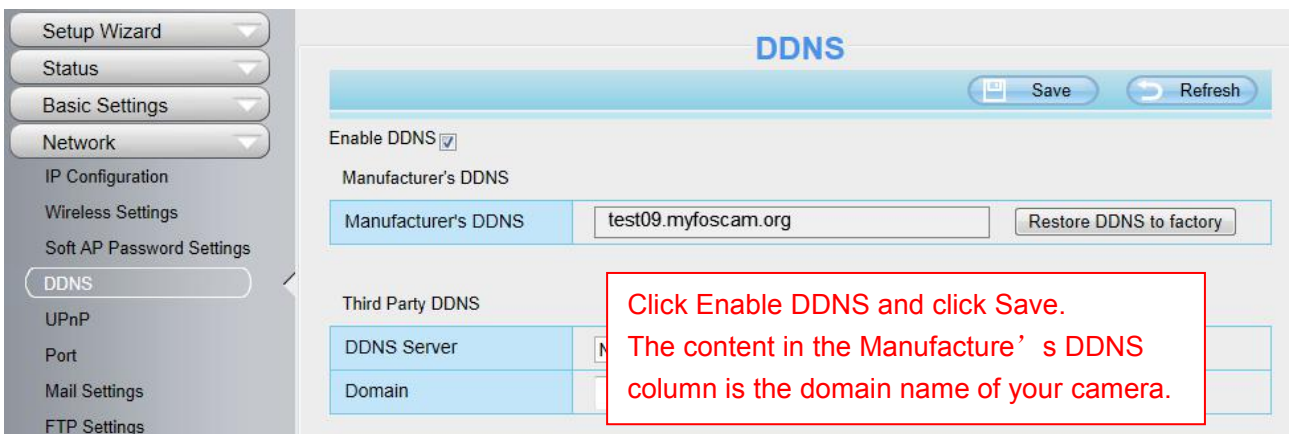 Setup Wizard
Status
Basic Settings
Network
IP Configuration
Wireless Settings
Soft AP Password Settings
DDNS
UPnP
Port
Mail Settings
FTP Settings
DDNS
Save Refresh
Enable DDNS
Manufacturer's DDNS
Manufacturer's DDNS test09.myfoscam.org Restore DDNS to factory
Third Party DDNS
DDNS Server
Domain
Click Enable DDNS and click Save.
The content in the Manufacture’s DDNS
column is the domain name of your camera.